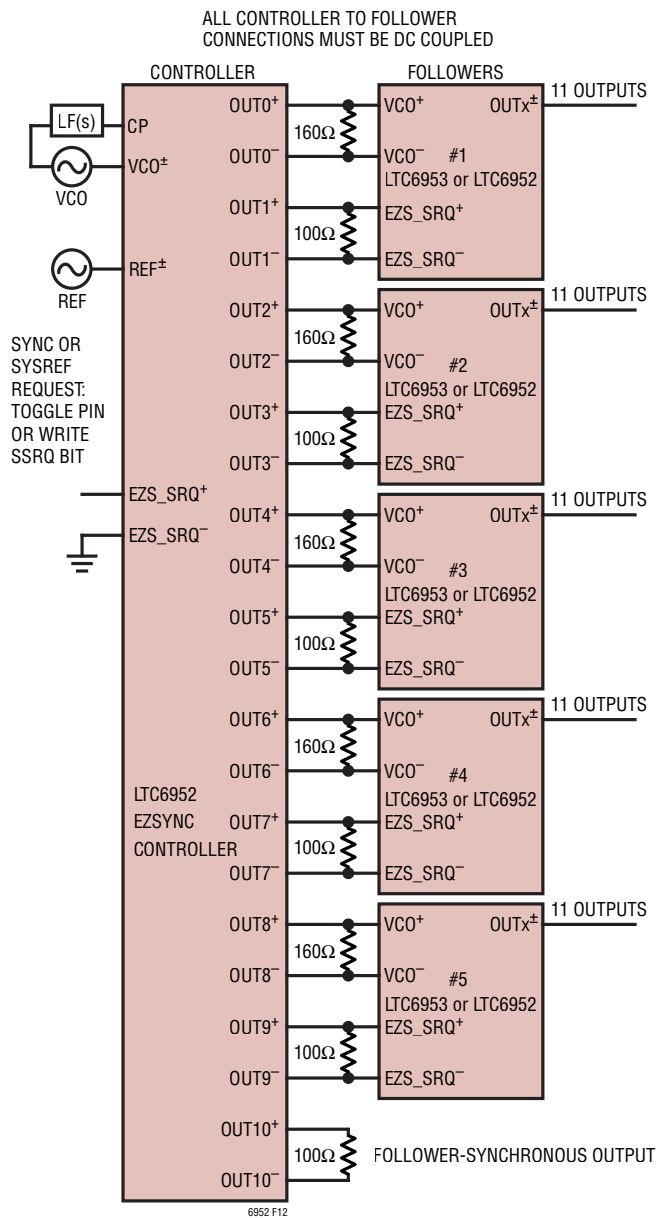 ALL CONTROLLER TO FOLLOWER
CONNECTIONS MUST BE DC COUPLED
CONTROLLER
FOLLOWERS
LF(s)
CP
VCO±
VCO
REF±
REF
SYNC OR
SYSREF
REQUEST:
TOGGLE PIN
OR WRITE
SSRQ BIT
EZS_SRQ+
EZS_SRQ–
LTC6952
EZSYNC
CONTROLLER
OUT0+
160Ω
OUT0–
OUT1+
100Ω
OUT1–
VCO+
OUTx±
11 OUTPUTS
VCO–
#1
LTC6953 or LTC6952
EZS_SRQ+
EZS_SRQ–
OUT2+
160Ω
OUT2–
OUT3+
100Ω
OUT3–
VCO+
OUTx±
11 OUTPUTS
VCO–
#2
LTC6953 or LTC6952
EZS_SRQ+
EZS_SRQ–
OUT4+
160Ω
OUT4–
OUT5+
100Ω
OUT5–
VCO+
OUTx±
11 OUTPUTS
VCO–
#3
LTC6953 or LTC6952
EZS_SRQ+
EZS_SRQ–
OUT6+
160Ω
OUT6–
OUT7+
100Ω
OUT7–
VCO+
OUTx±
11 OUTPUTS
VCO–
#4
LTC6953 or LTC6952
EZS_SRQ+
EZS_SRQ–
OUT8+
160Ω
OUT8–
OUT9+
100Ω
OUT9–
VCO+
OUTx±
11 OUTPUTS
VCO–
#5
LTC6953 or LTC6952
EZS_SRQ+
EZS_SRQ–
OUT10+
100Ω
OUT10–
FOLLOWER-SYNCHRONOUS OUTPUT
6952 F12